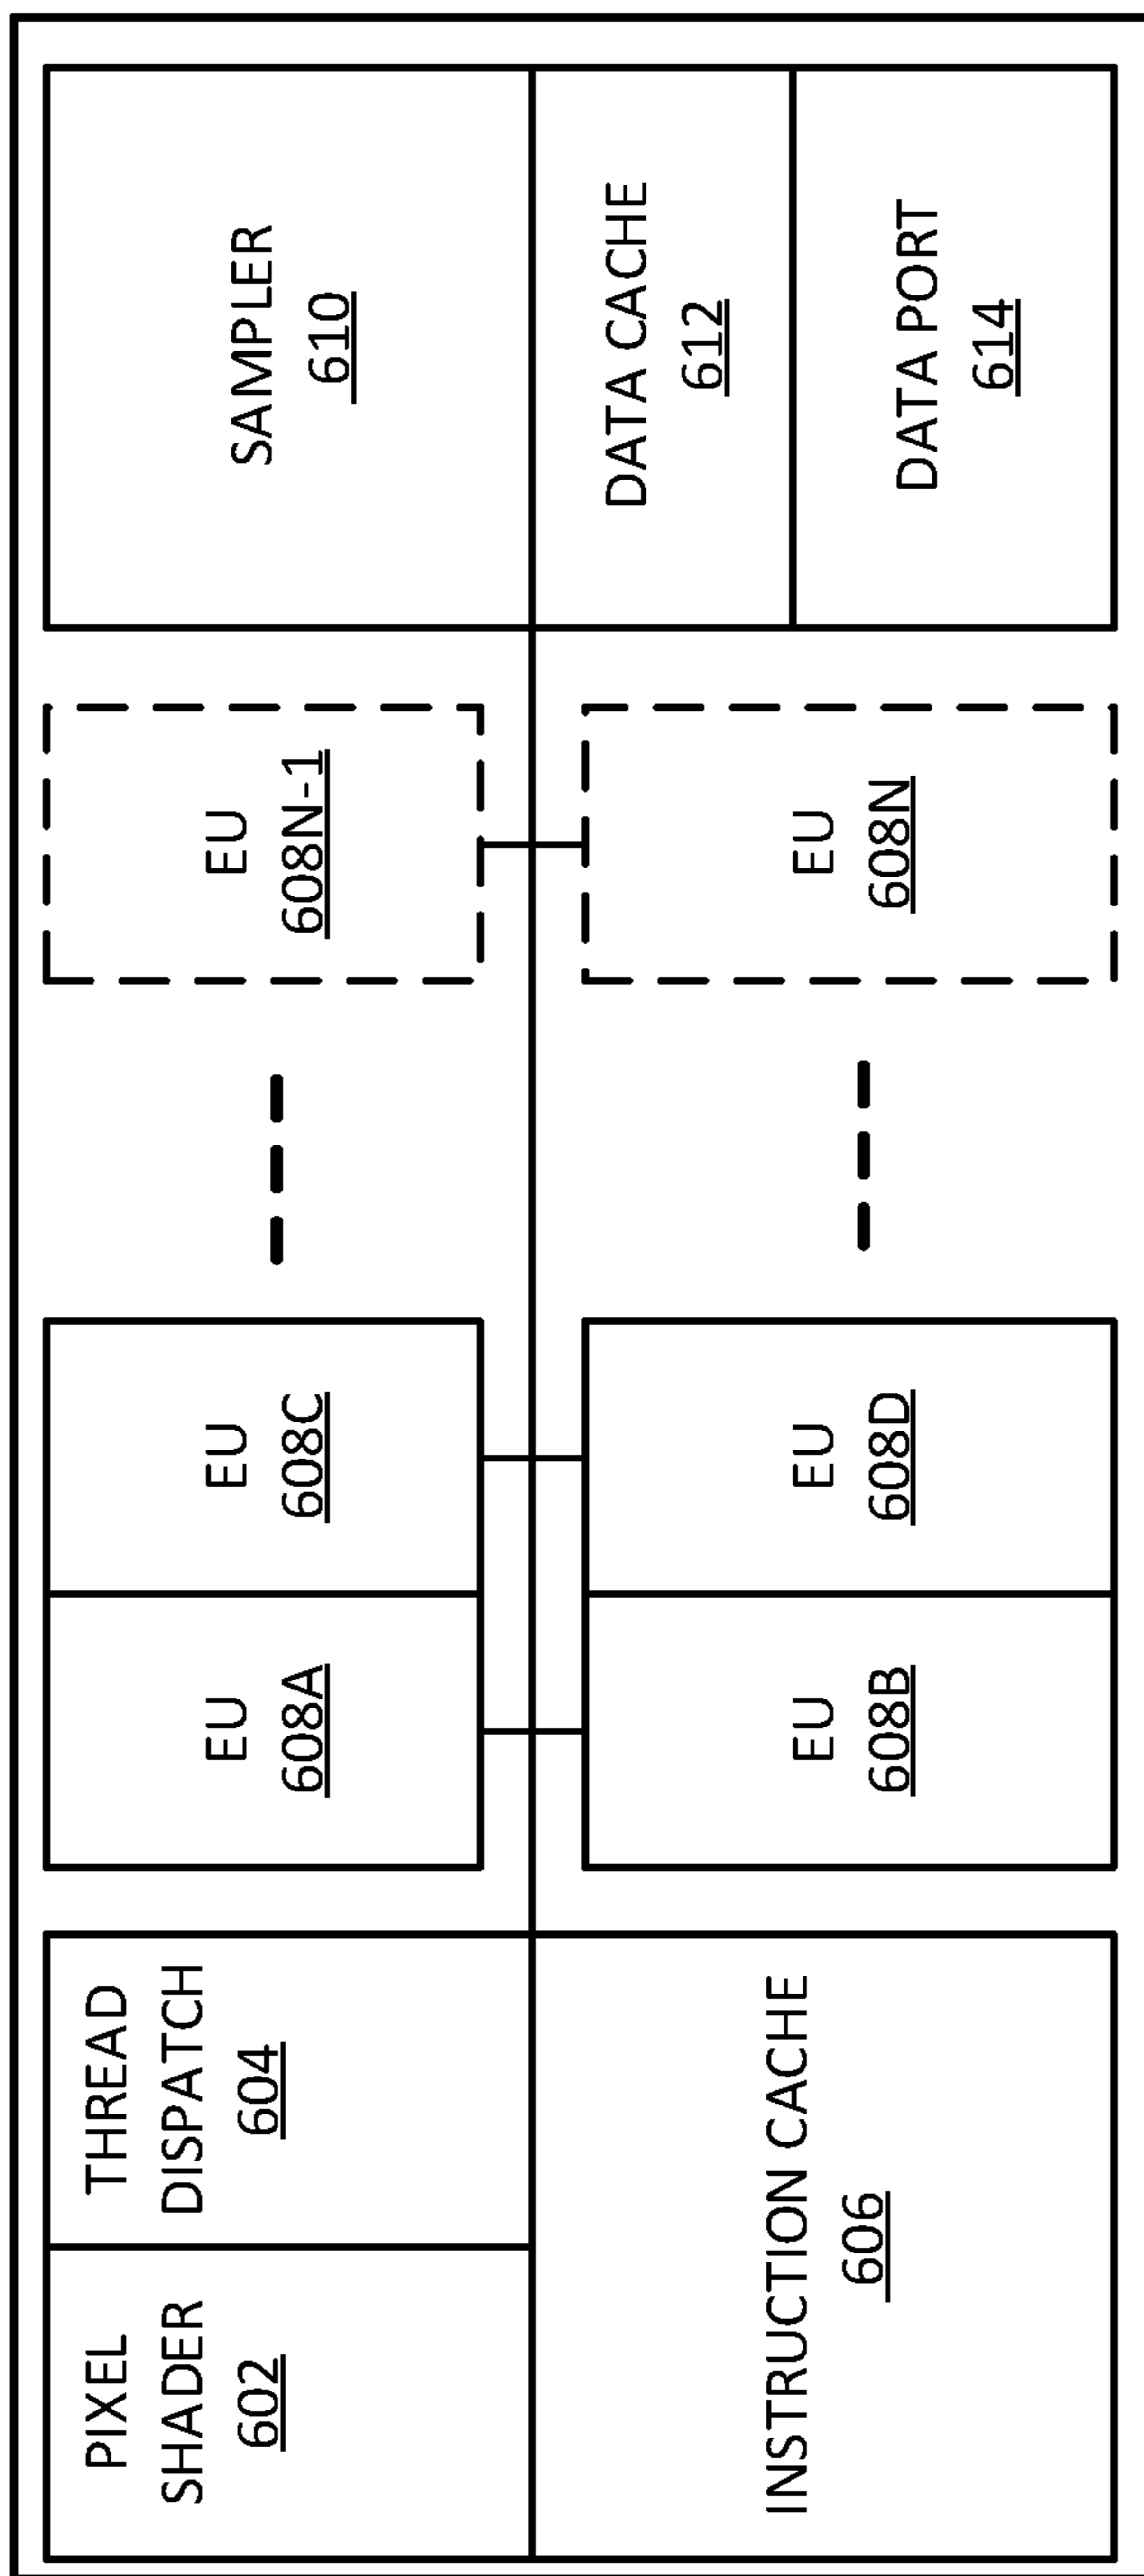 PIXEL
SHADER
602
THREAD
DISPATCH
604
INSTRUCTION CACHE
606
EU
608A
EU
608C
EU
608B
EU
608D
EU
608N-1
EU
608N
SAMPLER
610
DATA CACHE
612
DATA PORT
614